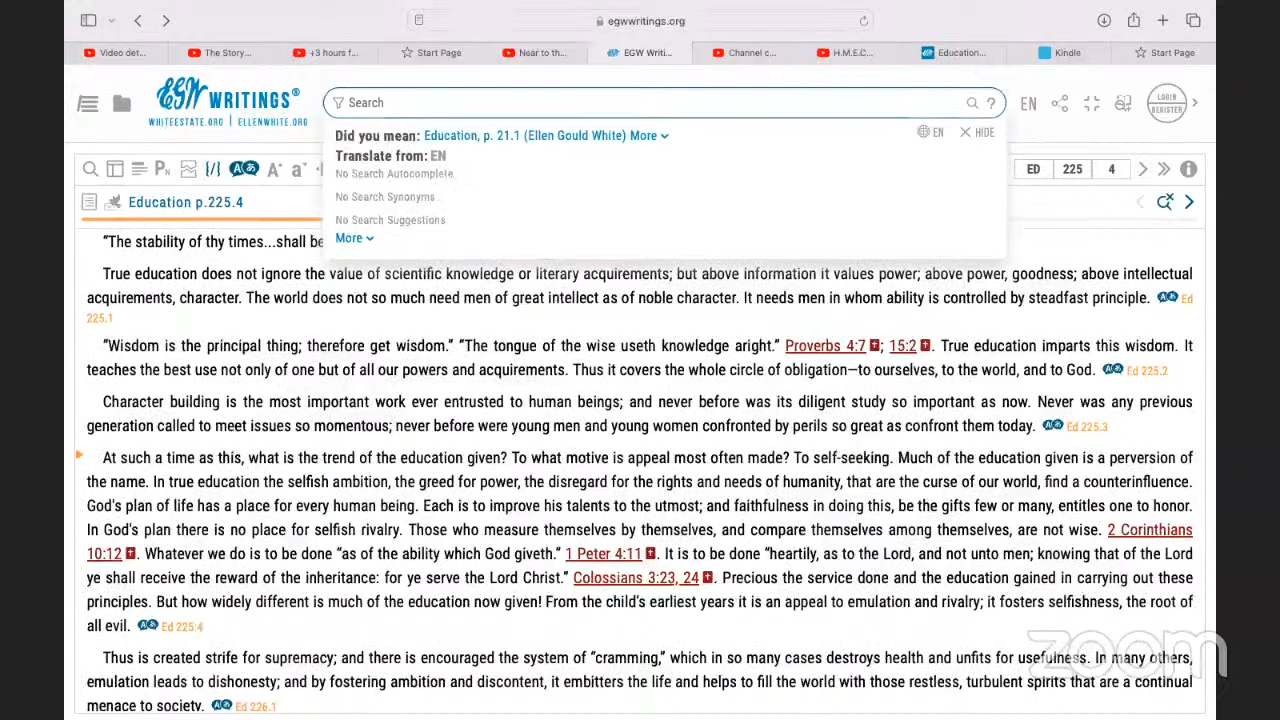 egwwritings.org
Video det...
The Story...
+3 hours f...
Start Page
Near to th...
EGW Writi...
Channel c...
H.M.E.C...
Education...
Kindle
Start Page
EGW WRITINGS®
WHITEESTATE.ORG | ELLENWHITE.ORG
Search
?
EN
LOGIN
REGISTER
Did you mean: Education, p. 21.1 (Ellen Gould White) More
EN
HIDE
Translate from: EN
No Search Autocomplete
No Search Synonyms
No Search Suggestions
More
ED 225 4
Education p.225.4
“The stability of thy times...shall be
True education does not ignore the value of scientific knowledge or literary acquirements; but above information it values power; above power, goodness; above intellectual
acquirements, character. The world does not so much need men of great intellect as of noble character. It needs men in whom ability is controlled by steadfast principle. Ed
225.1
“Wisdom is the principal thing; therefore get wisdom.” “The tongue of the wise useth knowledge aright.” Proverbs 4:7; 15:2. True education imparts this wisdom. It
teaches the best use not only of one but of all our powers and acquirements. Thus it covers the whole circle of obligation—to ourselves, to the world, and to God. Ed 225.2
Character building is the most important work ever entrusted to human beings; and never before was its diligent study so important as now. Never was any previous
generation called to meet issues so momentous; never before were young men and young women confronted by perils so great as confront them today. Ed 225.3
At such a time as this, what is the trend of the education given? To what motive is appeal most often made? To self-seeking. Much of the education given is a perversion of
the name. In true education the selfish ambition, the greed for power, the disregard for the rights and needs of humanity, that are the curse of our world, find a counterinfluence.
God's plan of life has a place for every human being. Each is to improve his talents to the utmost; and faithfulness in doing this, be the gifts few or many, entitles one to honor.
In God's plan there is no place for selfish rivalry. Those who measure themselves by themselves, and compare themselves among themselves, are not wise. 2 Corinthians
10:12. Whatever we do is to be done “as of the ability which God giveth.” 1 Peter 4:11. It is to be done “heartily, as to the Lord, and not unto men; knowing that of the Lord
ye shall receive the reward of the inheritance: for ye serve the Lord Christ.” Colossians 3:23, 24. Precious the service done and the education gained in carrying out these
principles. But how widely different is much of the education now given! From the child's earliest years it is an appeal to emulation and rivalry; it fosters selfishness, the root of
all evil. Ed 225.4
Thus is created strife for supremacy; and there is encouraged the system of “cramming,” which in so many cases destroys health and unfits for usefulness. In many others,
emulation leads to dishonesty; and by fostering ambition and discontent, it embitters the life and helps to fill the world with those restless, turbulent spirits that are a continual
menace to society. Ed 226.1
zoom